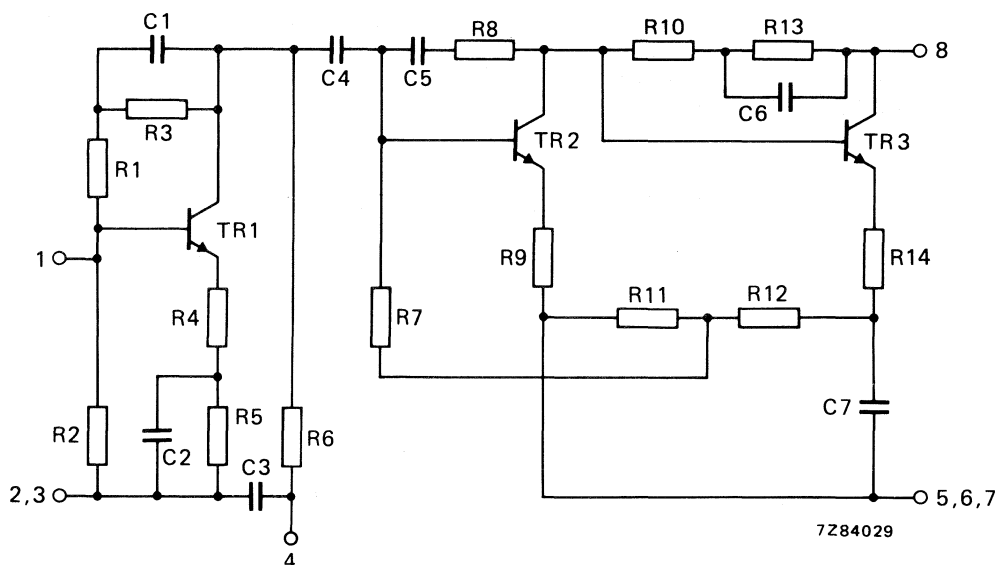 C1
R3
R1
TR1
1
R4
R2
C2
R5
C3
R6
2,3
4
C4
C5
R8
TR2
R9
R7
R10
R13
C6
8
TR3
R14
R11
R12
C7
5,6,7
7Z84029